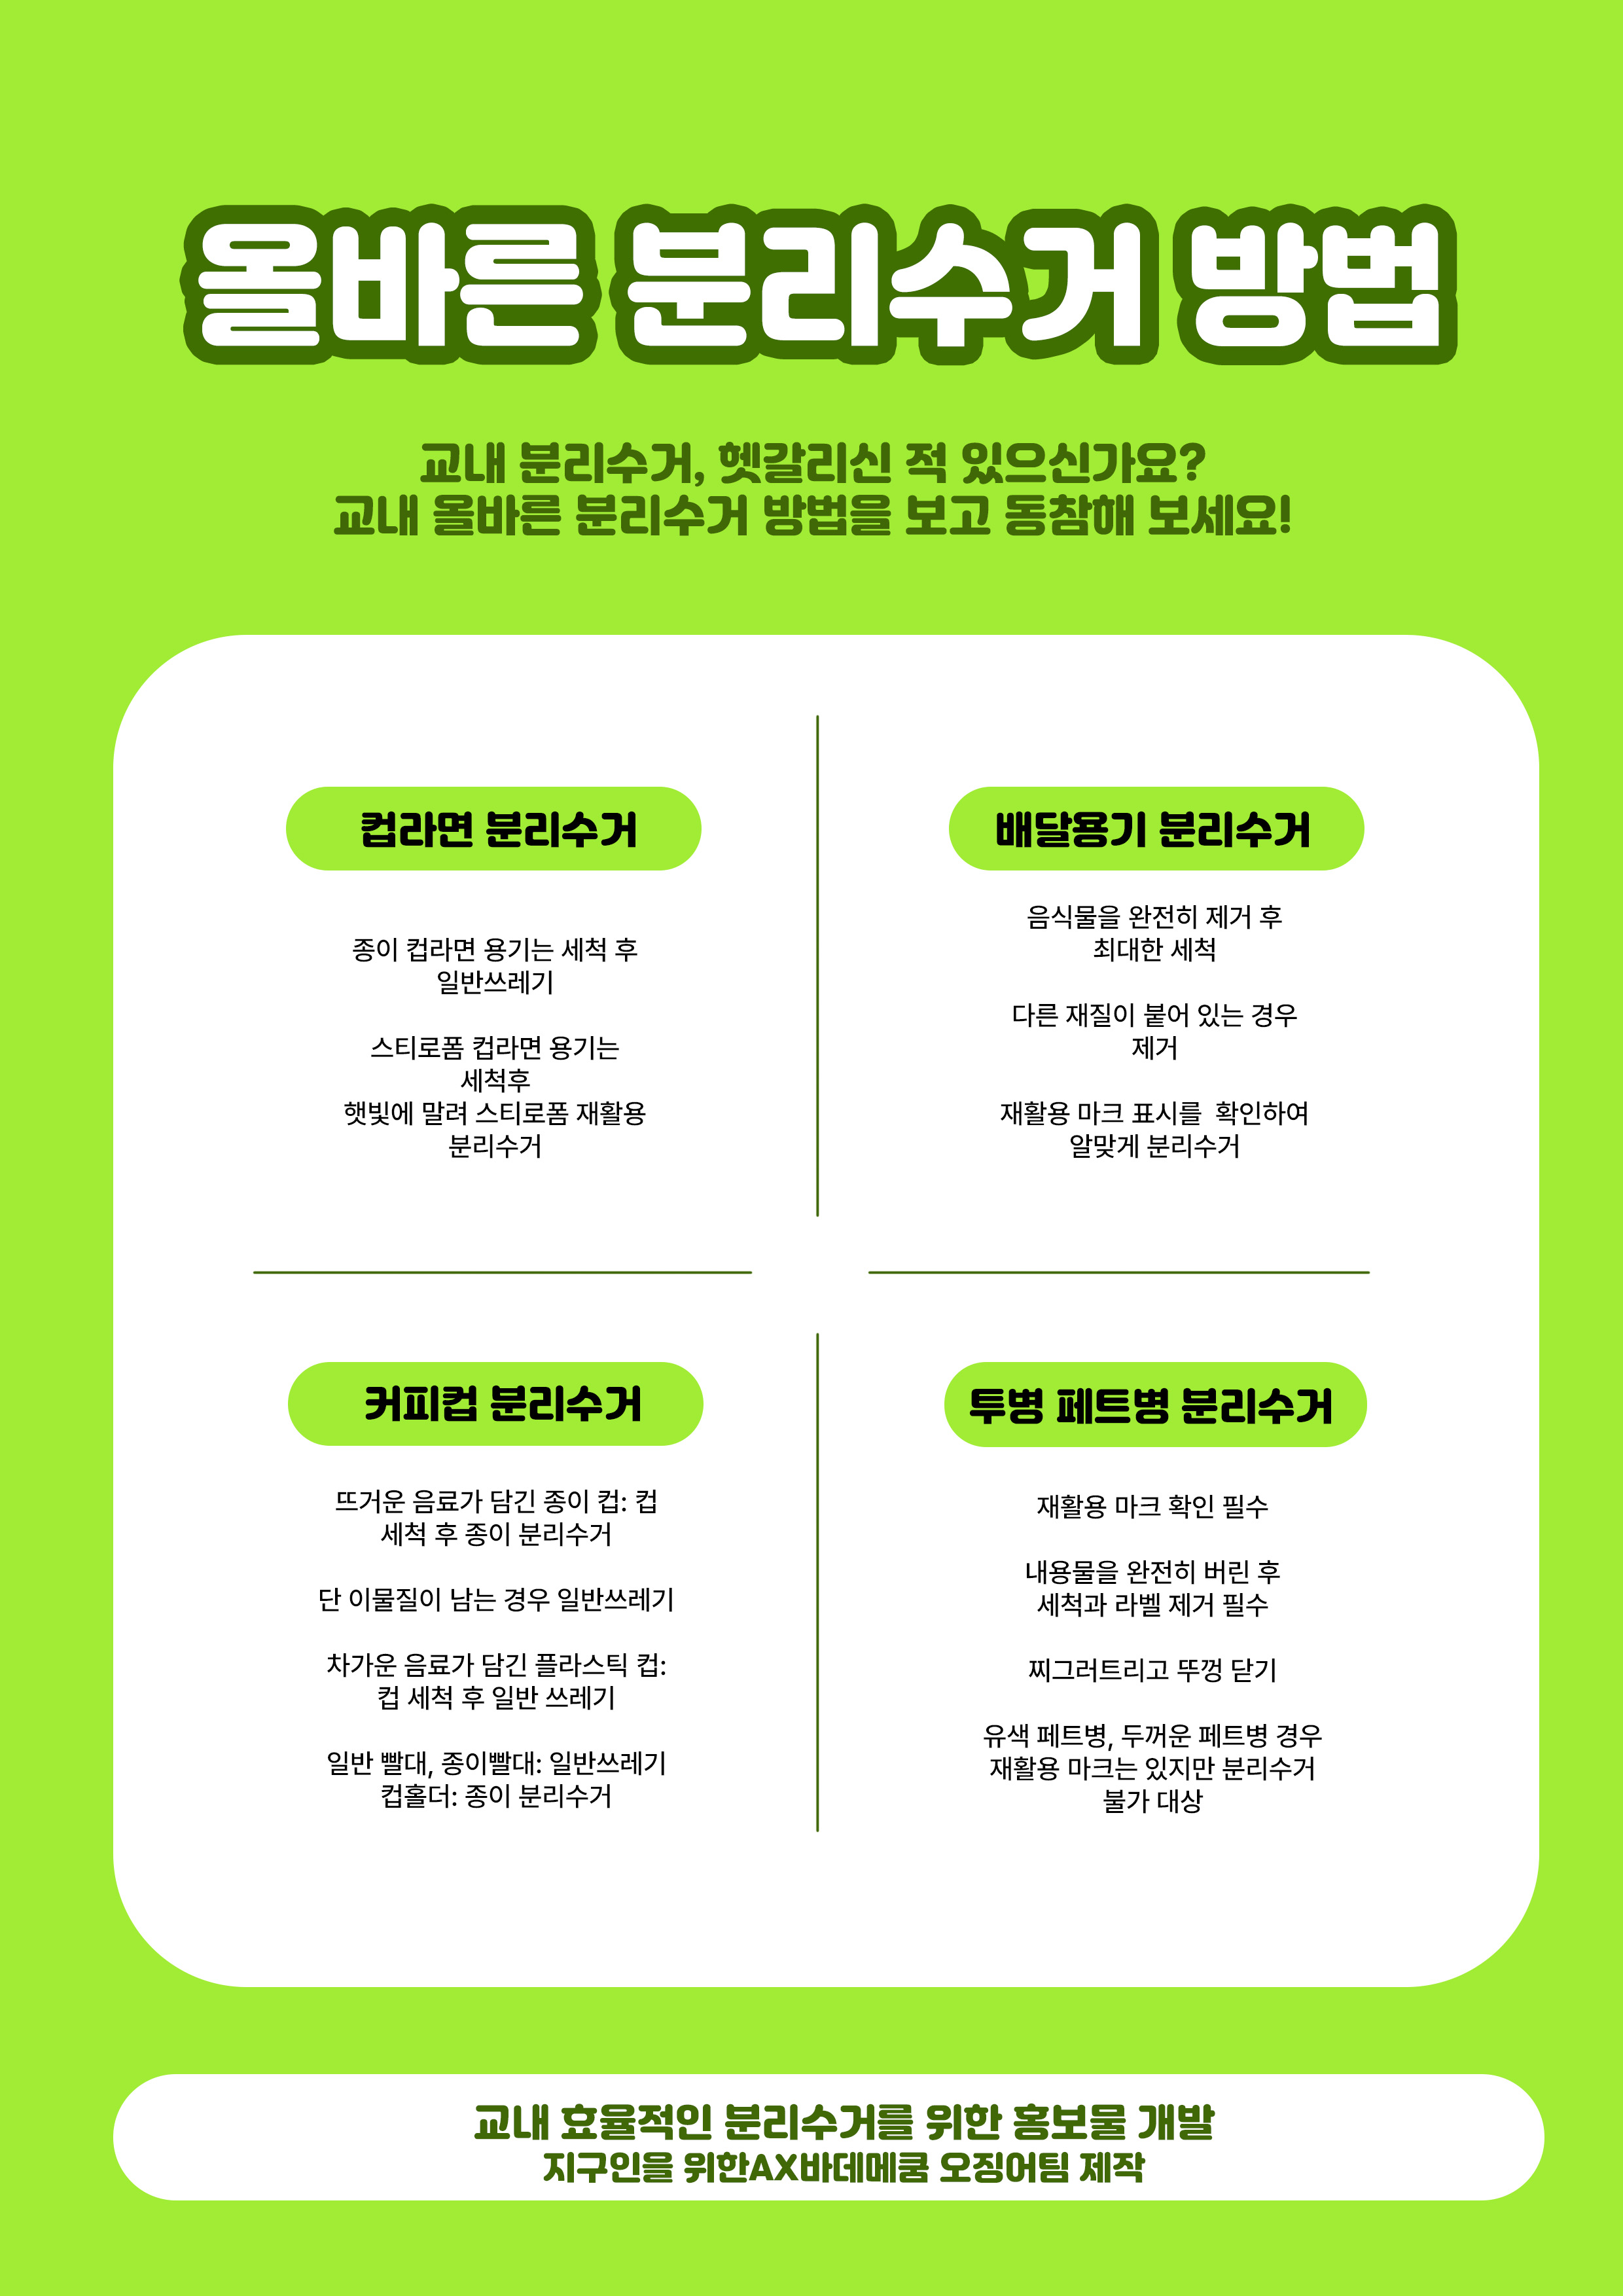 올바른 분리수거 방법
교내 분리수거, 헷갈리신 적 있으신가요?
교내 올바른 분리수거 방법을 보고 동참해 보세요!
컵라면 분리수거
종이 컵라면 용기는 세척 후
일반쓰레기
스티로폼 컵라면 용기는
세척후
햇빛에 말려 스티로폼 재활용
분리수거
배달용기 분리수거
음식물을 완전히 제거 후
최대한 세척
다른 재질이 붙어 있는 경우
제거
재활용 마크 표시를  확인하여
알맞게 분리수거
커피컵 분리수거
뜨거운 음료가 담긴 종이 컵: 컵
세척 후 종이 분리수거
단 이물질이 남는 경우 일반쓰레기
차가운 음료가 담긴 플라스틱 컵:
컵 세척 후 일반 쓰레기
일반 빨대, 종이빨대: 일반쓰레기
컵홀더: 종이 분리수거
투병 페트병 분리수거
재활용 마크 확인 필수
내용물을 완전히 버린 후
세척과 라벨 제거 필수
찌그러트리고 뚜껑 닫기
유색 페트병, 두꺼운 페트병 경우
재활용 마크는 있지만 분리수거
불가 대상
교내 효율적인 분리수거를 위한 홍보물 개발
지구인을 위한AX바데메쿰 오징어팀 제작